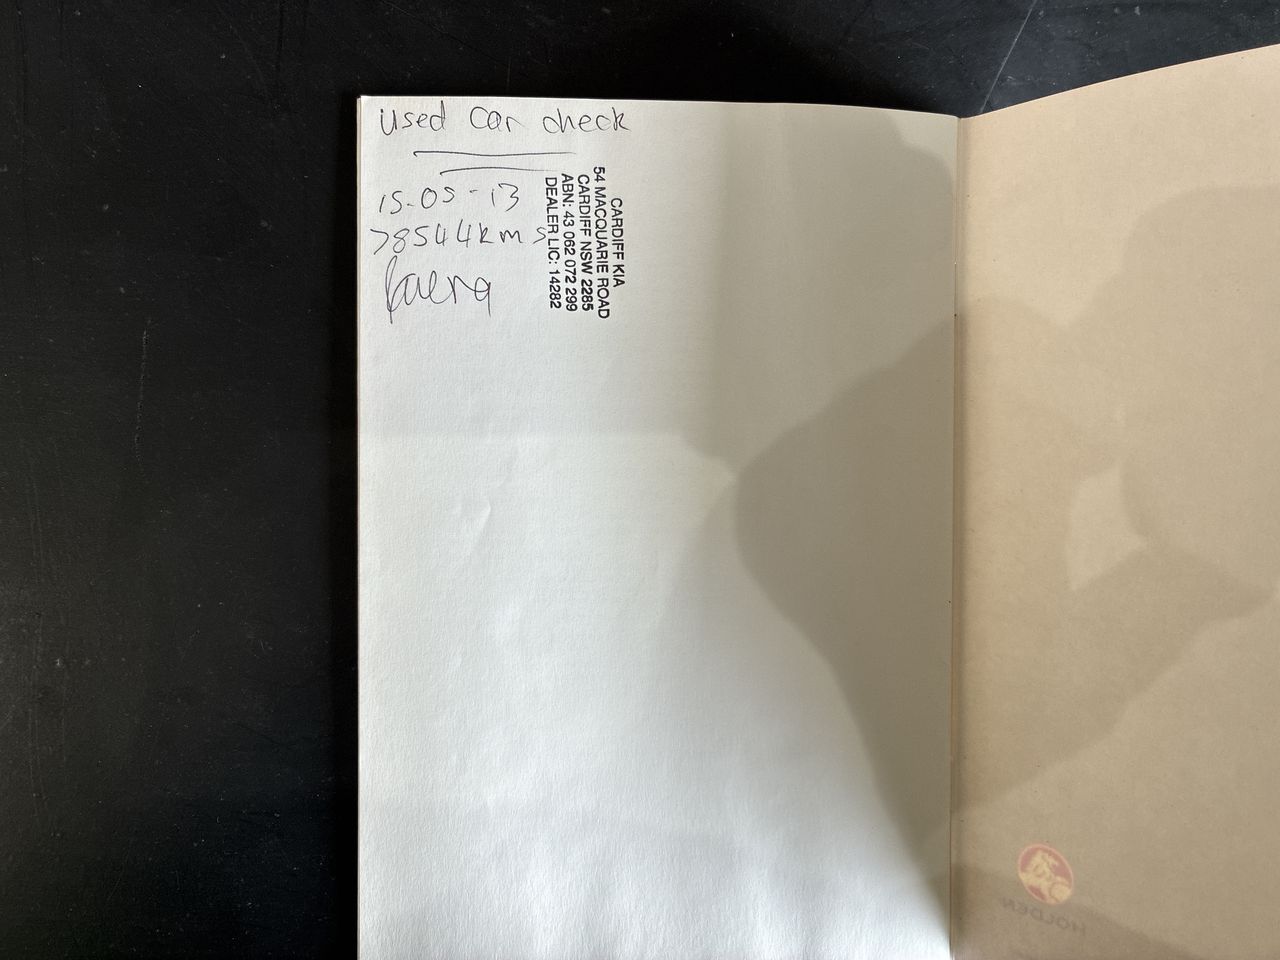 used car check
15-05-13
78544kms
CARDIFF KIA
54 MACQUARIE ROAD
CARDIFF NSW 2285
ABN: 43 062 072 299
DEALER LIC: 14282
HOLDEN